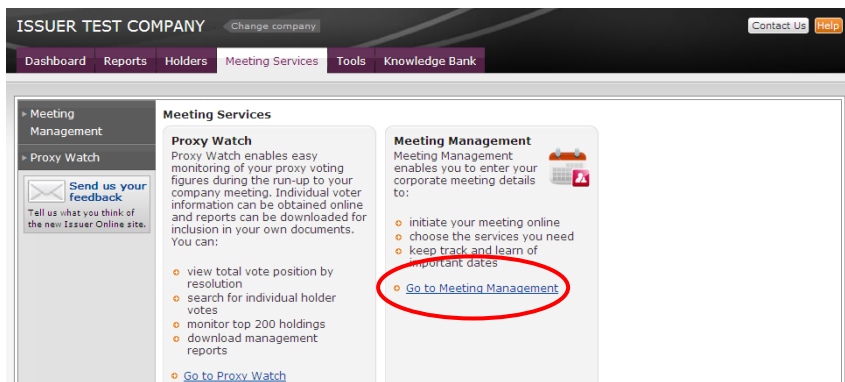 ISSUER TEST COMPANY
Change company
Contact Us
Help
Dashboard
Reports
Holders
Meeting Services
Tools
Knowledge Bank
Meeting
Management
Proxy Watch
Send us your
feedback
Tell us what you think of
the new Issuer Online site.
Meeting Services
Proxy Watch
Proxy Watch enables easy
monitoring of your proxy voting
figures during the run-up to your
company meeting. Individual voter
information can be obtained online
and reports can be downloaded for
inclusion in your own documents.
You can:
view total vote position by
resolution
search for individual holder
votes
monitor top 200 holdings
download management
reports
Go to Proxy Watch
Meeting Management
Meeting Management
enables you to enter your
corporate meeting details
to:
initiate your meeting online
choose the services you need
keep track and learn of
important dates
Go to Meeting Management